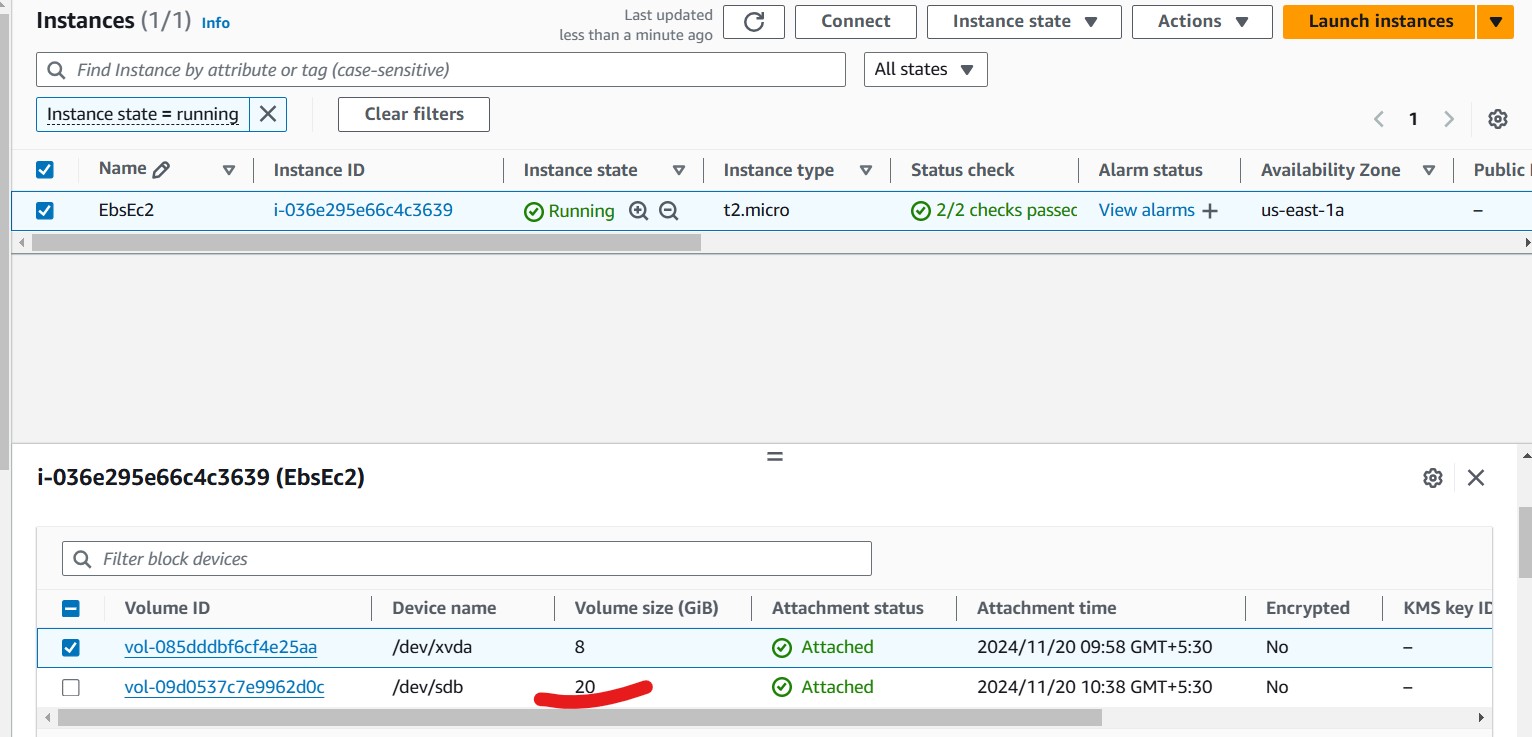 Instances (1/1) Info
Last updated
less than a minute ago
Connect
Instance state
Actions
Launch instances
Find Instance by attribute or tag (case-sensitive)
All states
Instance state = running
Clear filters
1
Name Instance ID Instance state Instance type Status check Alarm status Availability Zone Public
EbsEc2 i-036e295e66c4c3639 Running t2.micro 2/2 checks passec View alarms + us-east-1a –
i-036e295e66c4c3639 (EbsEc2)
Filter block devices
Volume ID Device name Volume size (GiB) Attachment status Attachment time Encrypted KMS key ID
vol-085dddbf6cf4e25aa /dev/xvda 8 Attached 2024/11/20 09:58 GMT+5:30 No –
vol-09d0537c7e9962d0c /dev/sdb 20 Attached 2024/11/20 10:38 GMT+5:30 No –